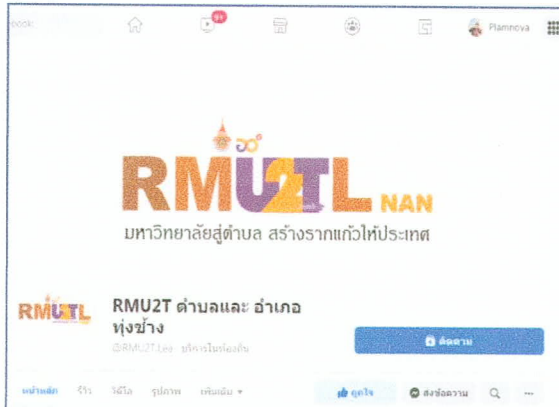 ebook
9+
Plamnova
RMU2TL NAN
มหาวิทยาลัยสู่ตำบล สร้างรากแก้วให้ประเทศ
RMUTL
RMU2T ตำบลและ อำเภอ
ทุ่งช้าง
ติดตาม
หน้าหลัก รีวิว วิดีโอ รูปภาพ เพิ่มเติม
ถูกใจ ส่งข้อความ